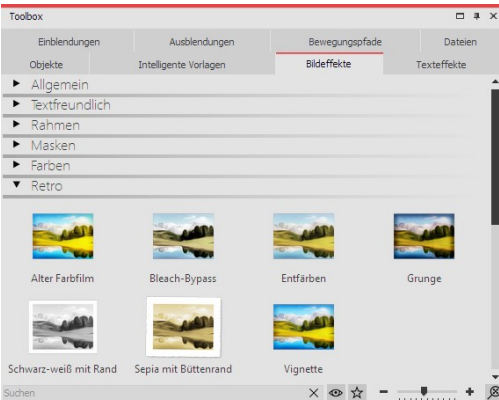 Toolbox
Einblendungen Ausblendungen Bewegungspfade Dateien
Objekte Intelligente Vorlagen Bildeffekte Texteffekte
Allgemein
Textfreundlich
Rahmen
Masken
Farben
Retro
Alter Farbfilm Bleach-Bypass Entfärben Grunge
Schwarz-weiß mit Rand Sepia mit Büttenrand Vignette
Suchen